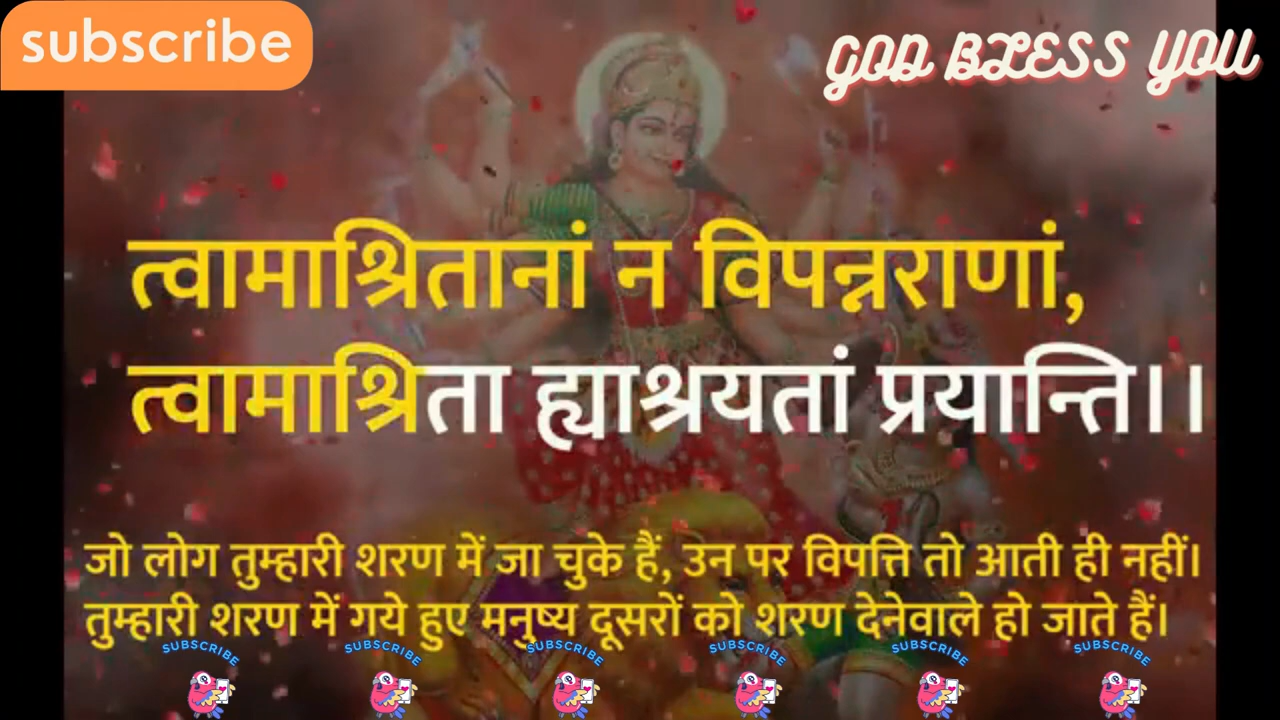 subscribe
GOD BLESS YOU
त्वामाश्रितानां न विपन्नराणां,
त्वामाश्रिता ह्याश्रयतां प्रयान्ति।।
जो लोग तुम्हारी शरण में जा चुके हैं, उन पर विपत्ति तो आती ही नहीं।
तुम्हारी शरण में गये हुए मनुष्य दूसरों को शरण देनेवाले हो जाते हैं।
SUBSCRIBE SUBSCRIBE SUBSCRIBE SUBSCRIBE SUBSCRIBE SUBSCRIBE